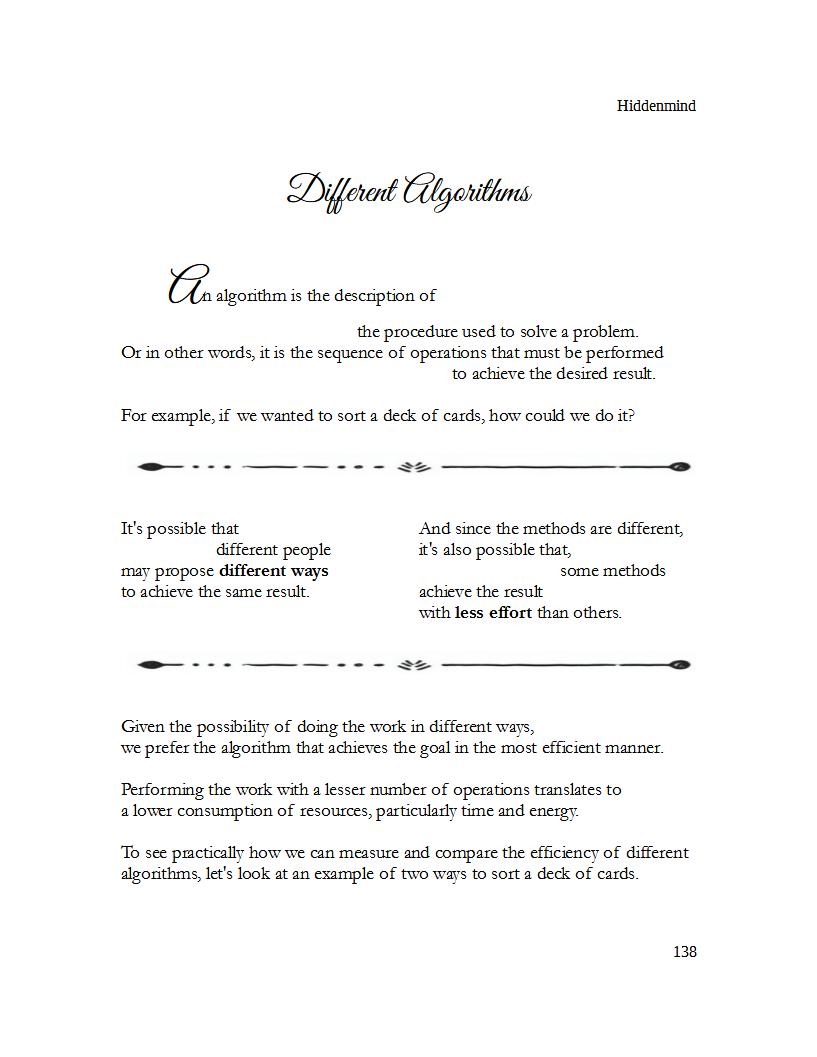 Hiddenmind
Different Algorithms
An algorithm is the description of
the procedure used to solve a problem.
Or in other words, it is the sequence of operations that must be performed
to achieve the desired result.
For example, if we wanted to sort a deck of cards, how could we do it?
It's possible that
different people
may propose different ways
to achieve the same result.
And since the methods are different,
it's also possible that,
some methods
achieve the result
with less effort than others.
Given the possibility of doing the work in different ways,
we prefer the algorithm that achieves the goal in the most efficient manner.
Performing the work with a lesser number of operations translates to
a lower consumption of resources, particularly time and energy.
To see practically how we can measure and compare the efficiency of different
algorithms, let's look at an example of two ways to sort a deck of cards.
138